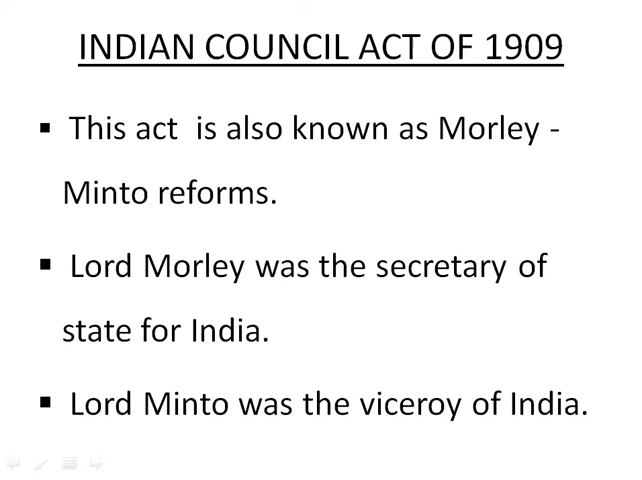 INDIAN COUNCIL ACT OF 1909
▪ This act is also known as Morley -
Minto reforms.
▪ Lord Morley was the secretary of
state for India.
▪ Lord Minto was the viceroy of India.